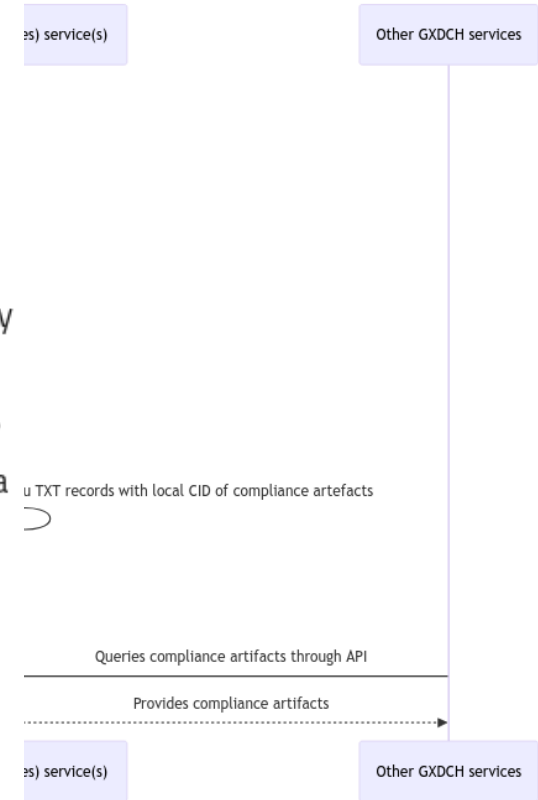 es) service(s)
Other GXDCH services
y
a
u TXT records with local CID of compliance artefacts
Queries compliance artifacts through API
Provides compliance artifacts
es) service(s)
Other GXDCH services